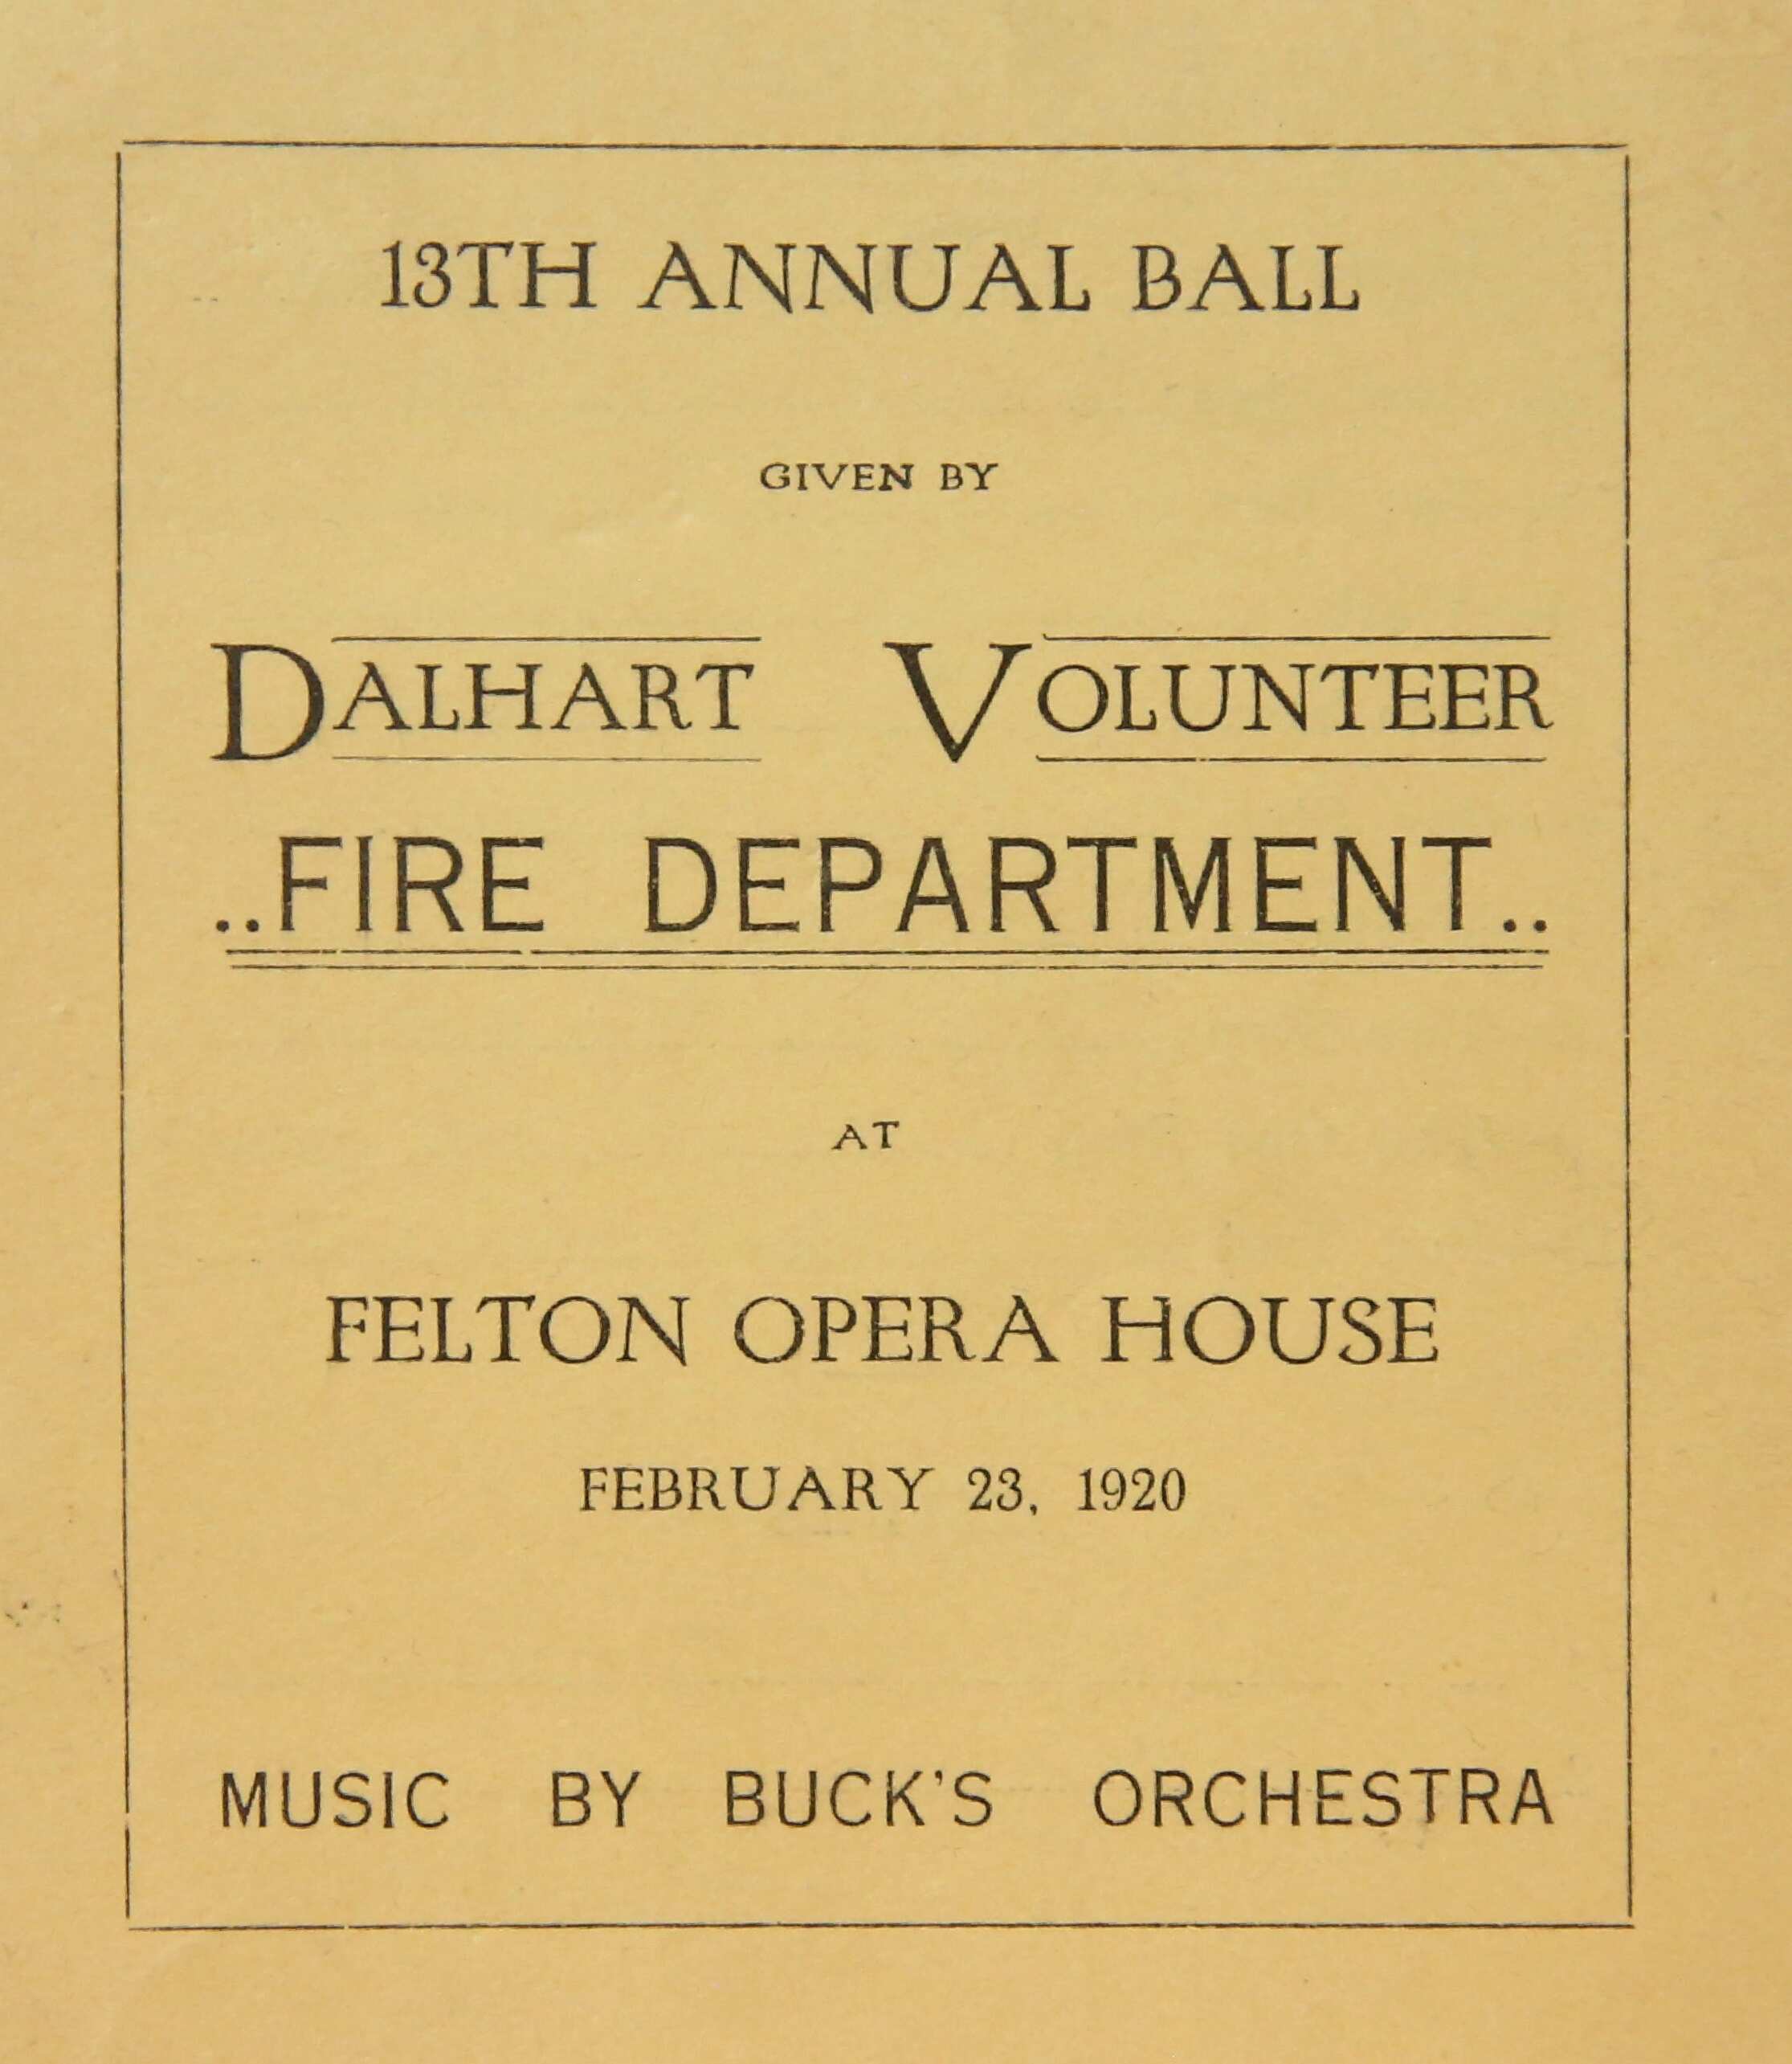 13TH ANNUAL BALL
GIVEN BY
DALHART VOLUNTEER
..FIRE DEPARTMENT..
AT
FELTON OPERA HOUSE
FEBRUARY 23, 1920
MUSIC BY BUCK'S ORCHESTRA